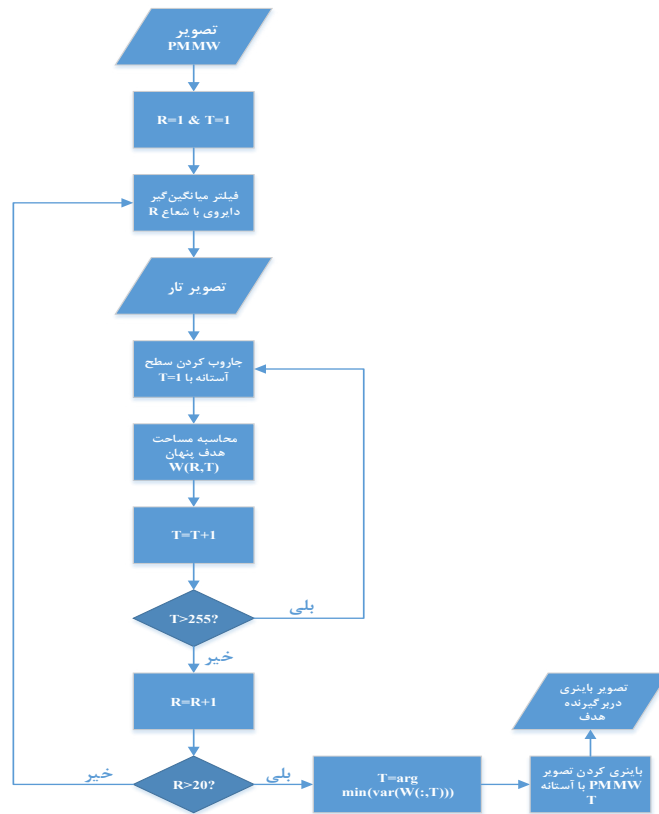 تصویر
PMMW
R=1 & T=1
فیلتر میانگین‌گیر
دایروی با شعاع R
تصویر تار
جاروب کردن سطح
آستانه با T=1
محاسبه مساحت
هدف پنهان
W(R,T)
T=T+1
T>255?
بلی
خیر
R=R+1
R>20?
خیر
بلی
T=arg
min(var(W(:,T)))
باینری کردن تصویر
PMMW با آستانه
T
تصویر باینری
دربرگیرنده
هدف